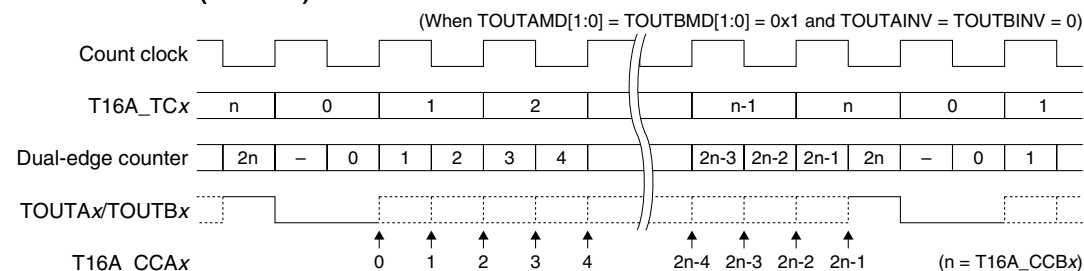 (When TOUTAMD[1:0] = TOUTBMD[1:0] = 0x1 and TOUTAINV = TOUTBINV = 0)
Count clock
T16A_TCx n 0 1 2 n-1 n 0 1
Dual-edge counter 2n – 0 1 2 3 4 2n-3 2n-2 2n-1 2n – 0 1
TOUTAx/TOUTBx
T16A_CCAx 0 1 2 3 4 2n-4 2n-3 2n-2 2n-1 (n = T16A_CCBx)